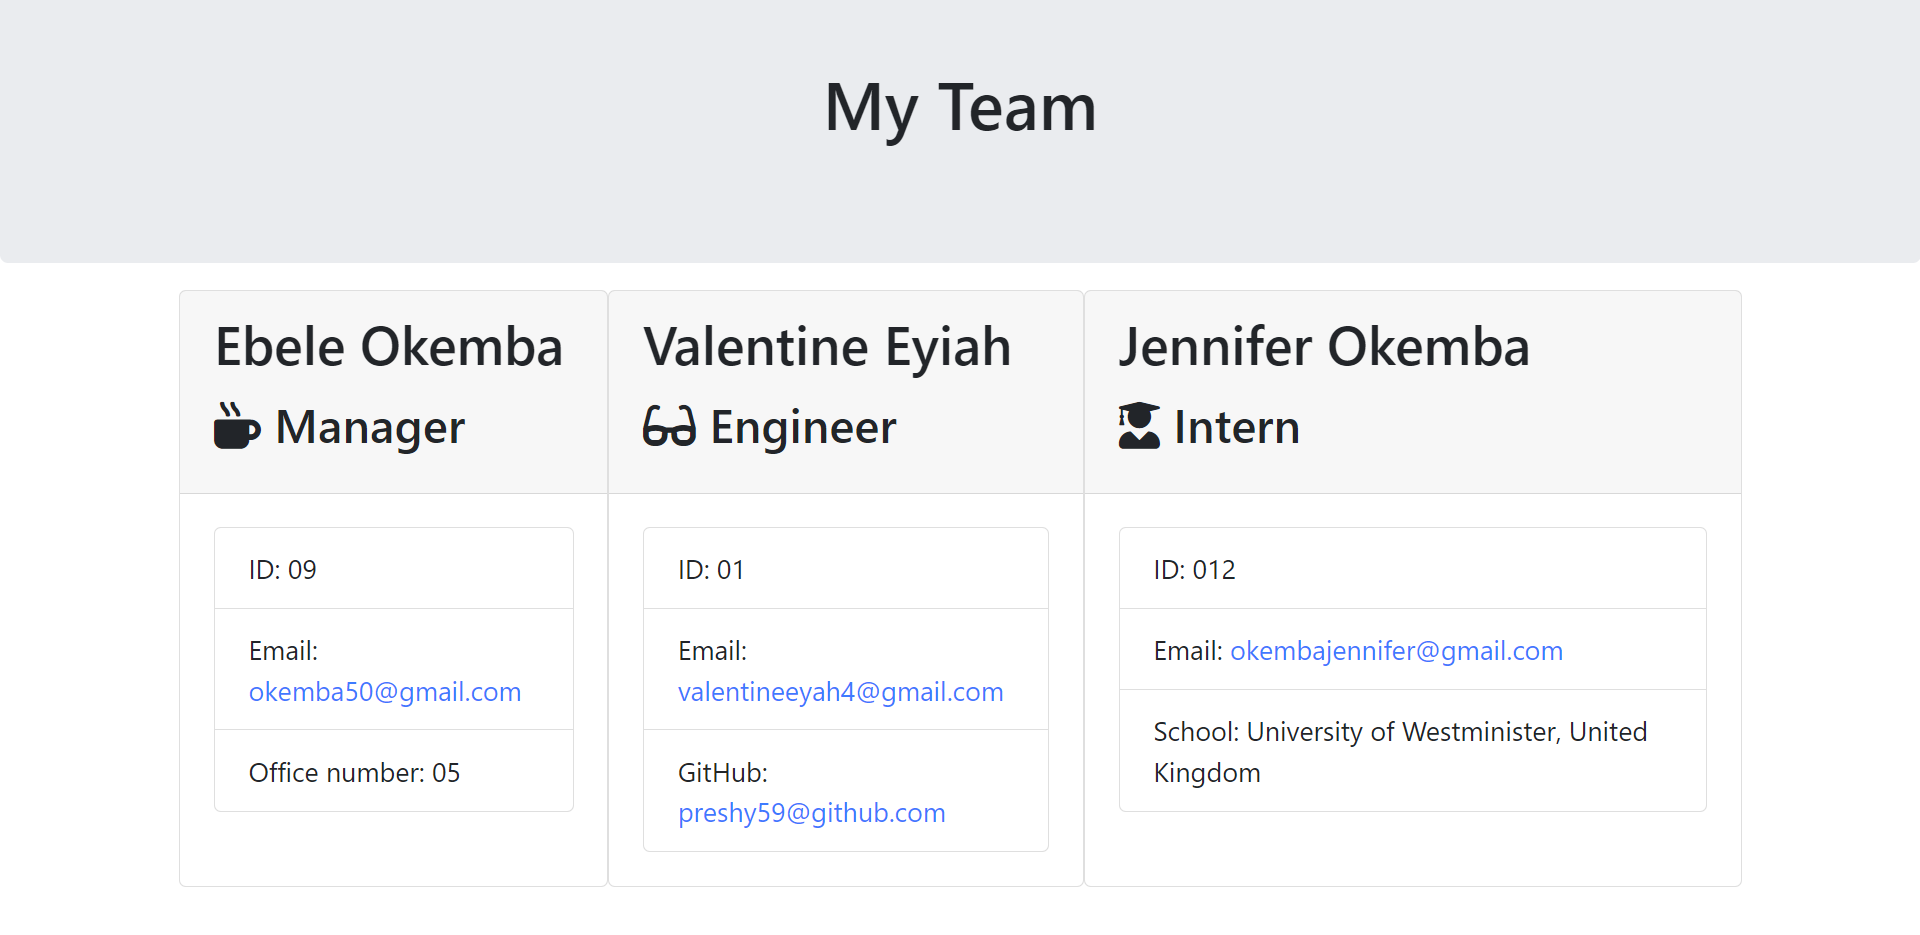 My Team
Ebele Okemba
Manager
ID: 09
Email:
okemba50@gmail.com
Office number: 05
Valentine Eyiah
Engineer
ID: 01
Email:
valentineeyah4@gmail.com
GitHub:
preshy59@github.com
Jennifer Okemba
Intern
ID: 012
Email: okembajennifer@gmail.com
School: University of Westminister, United
Kingdom